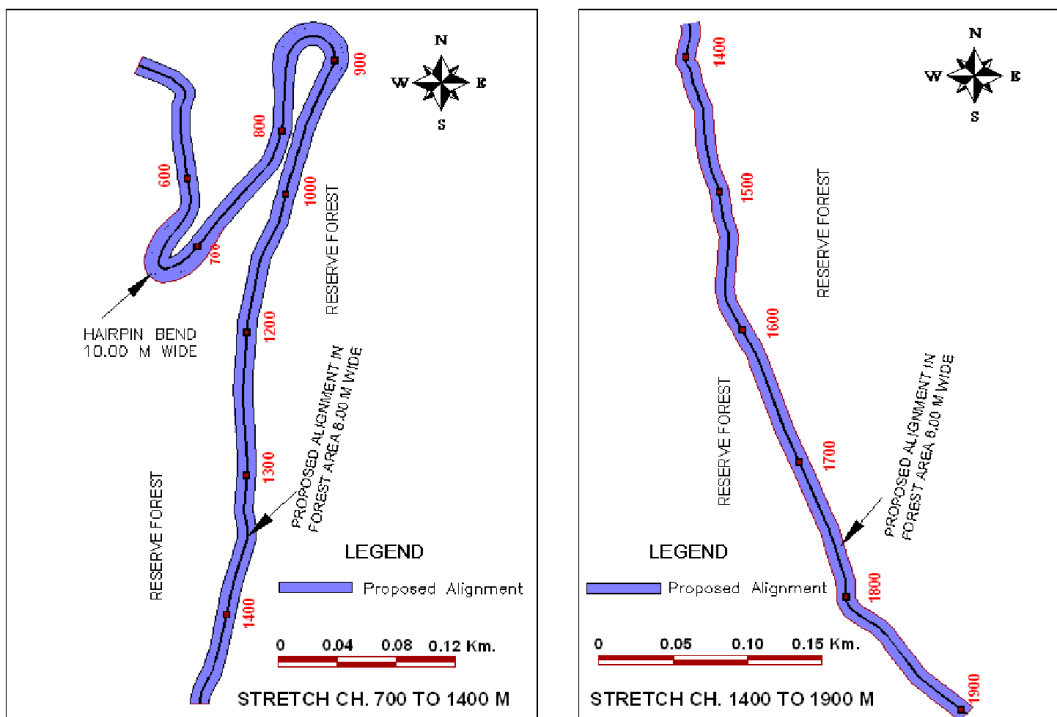 N
W E
S
900
800
600
1000
700
RESERVE FOREST
HAIRPIN BEND
10.00 M WIDE
1200
1300
PROPOSED ALIGNMENT IN
FOREST AREA 8.00 M WIDE
RESERVE FOREST
LEGEND
Proposed Alignment
1400
0 0.04 0.08 0.12 Km.
STRETCH CH. 700 TO 1400 M
1400
N
W E
S
1500
RESERVE FOREST
1600
RESERVE FOREST
1700
PROPOSED ALIGNMENT IN
FOREST AREA 8.00 M WIDE
LEGEND
Proposed Alignment
1800
0 0.05 0.10 0.15 Km.
1900
STRETCH CH. 1400 TO 1900 M